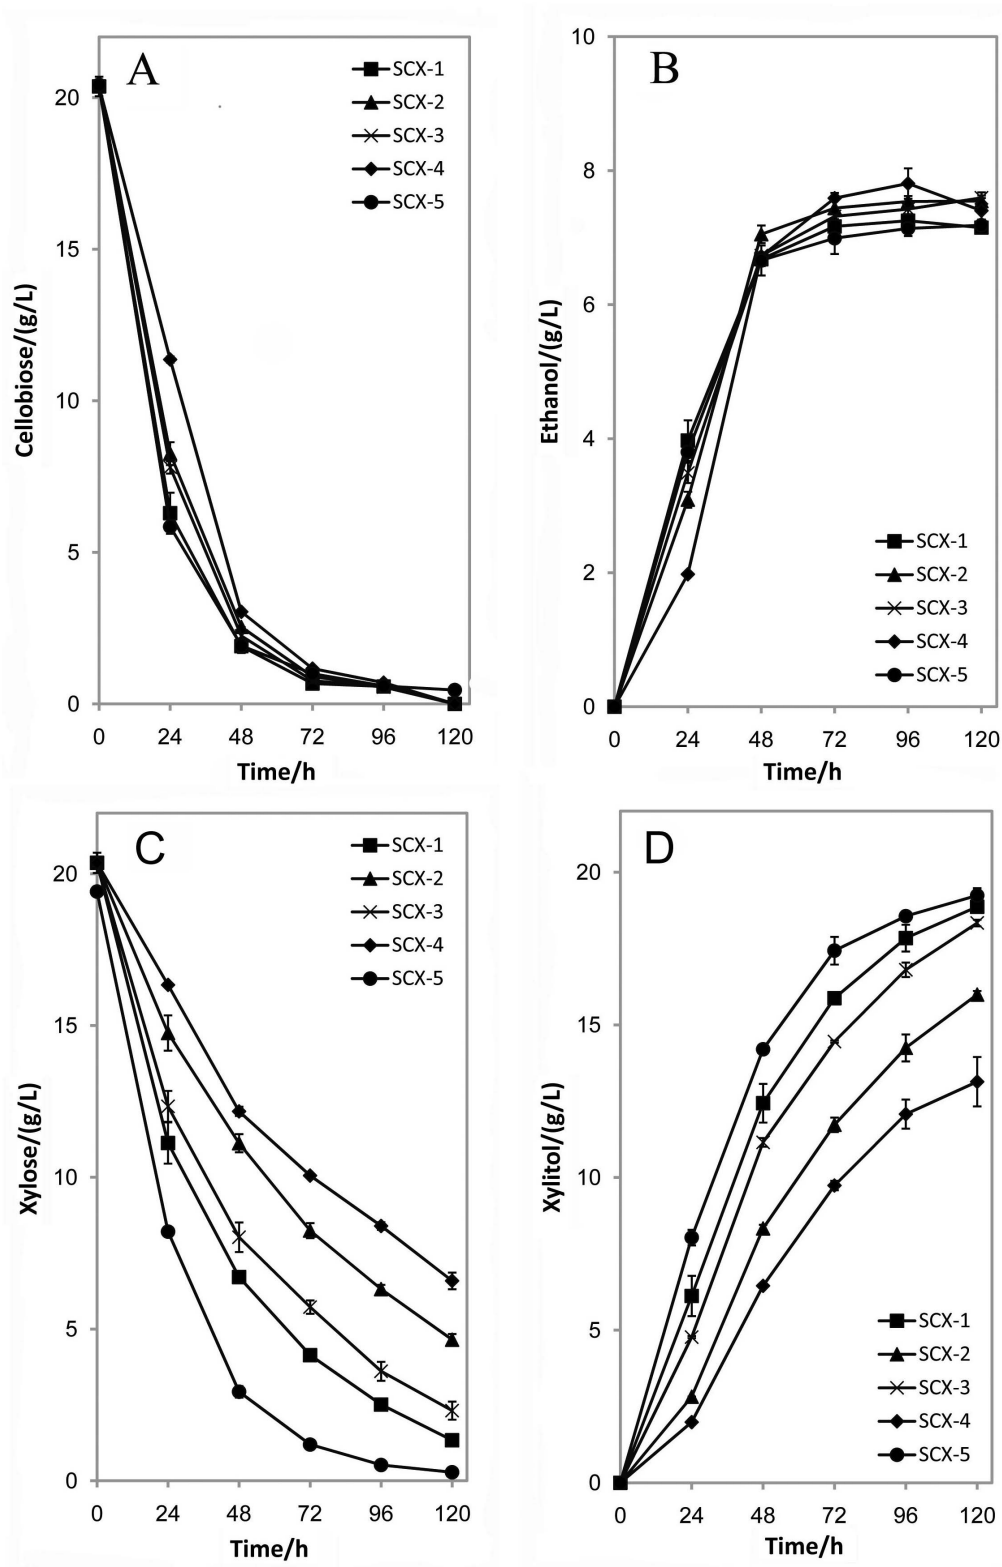 A
SCX-1
SCX-2
SCX-3
SCX-4
SCX-5
20
15
10
5
0
Cellobiose/(g/L)
0 24 48 72 96 120
Time/h
B
10
8
6
4
2
0
Ethanol/(g/L)
SCX-1
SCX-2
SCX-3
SCX-4
SCX-5
0 24 48 72 96 120
Time/h
C
SCX-1
SCX-2
SCX-3
SCX-4
SCX-5
20
15
10
5
0
Xylose/(g/L)
0 24 48 72 96 120
Time/h
D
20
15
10
5
0
Xylitol/(g/L)
SCX-1
SCX-2
SCX-3
SCX-4
SCX-5
0 24 48 72 96 120
Time/h